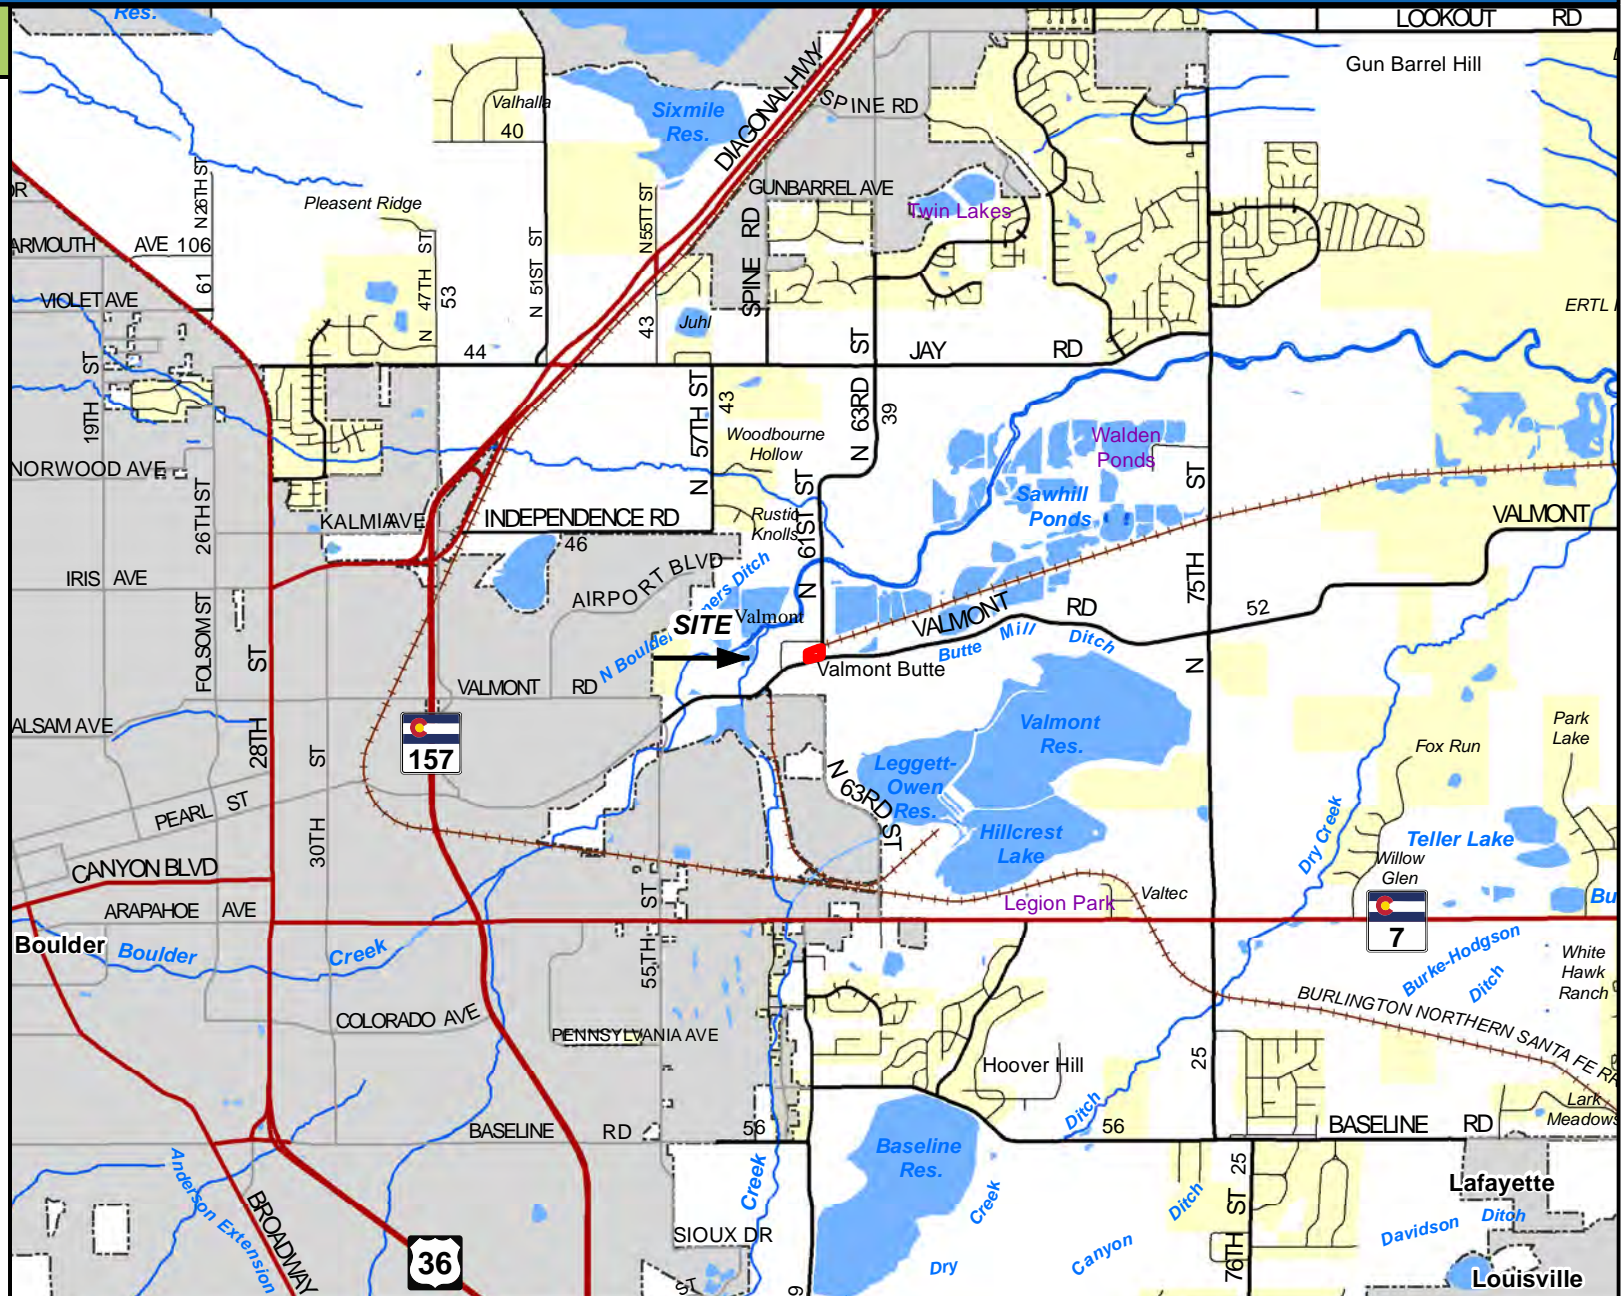 Res.
LOOKOUT RD
Gun Barrel Hill
DIAGONAL HWY
Valhalla
40
Sixmile
Res.
SPINE RD
N 26TH ST
N 55TT ST
GUNBARREL AVE
Twin Lakes
Pleasent Ridge
ARMOUTH AVE 106
61
N 47TH ST
53
N 51ST ST
SPINE RD
VIOLET AVE
43
Juhl
ERTL
44
N 63RD ST
JAY RD
19TH ST
N 57TH ST
43
39
Woodbourne
Hollow
Walden
Ponds
NORWOOD AVE
26TH ST
N 61ST ST
Sawhill
Ponds
75TH ST
N
KALMIA AVE
INDEPENDENCE RD
46
Rustic
Knolls
VALMONT
IRIS AVE
AIRPORT BLVD
N Boulder
mers Ditch
FOLSOM ST
SITE
Valmont
VALMONT RD
52
Butte Mill Ditch
Valmont Butte
VALMONT RD
28TH ST
ALSAM AVE
157
30TH ST
Valmont
Res.
Park
Lake
Fox Run
Leggett-
Owen
Res.
N 63RD ST
PEARL ST
Hillcrest
Lake
Dry Creek
Teller Lake
CANYON BLVD
Willow
Glen
Valtec
Legion Park
ARAPAHOE AVE
Bu
7
Boulder
Boulder Creek
55TH ST
Burke-Hodgson
Ditch
White
Hawk
Ranch
COLORADO AVE
PENNSYLVANIA AVE
BURLINGTON NORTHERN SANTA FE RR
Hoover Hill
25
Lark
Meadows
Ditch
BASELINE RD
56
56
BASELINE RD
Baseline
Res.
Anderson Extension
BROADWAY
Creek
Creek
Ditch
25
76TH ST
Lafayette
SIOUX DR
Davidson Ditch
36
ST
9
Dry
Canyon
Louisville